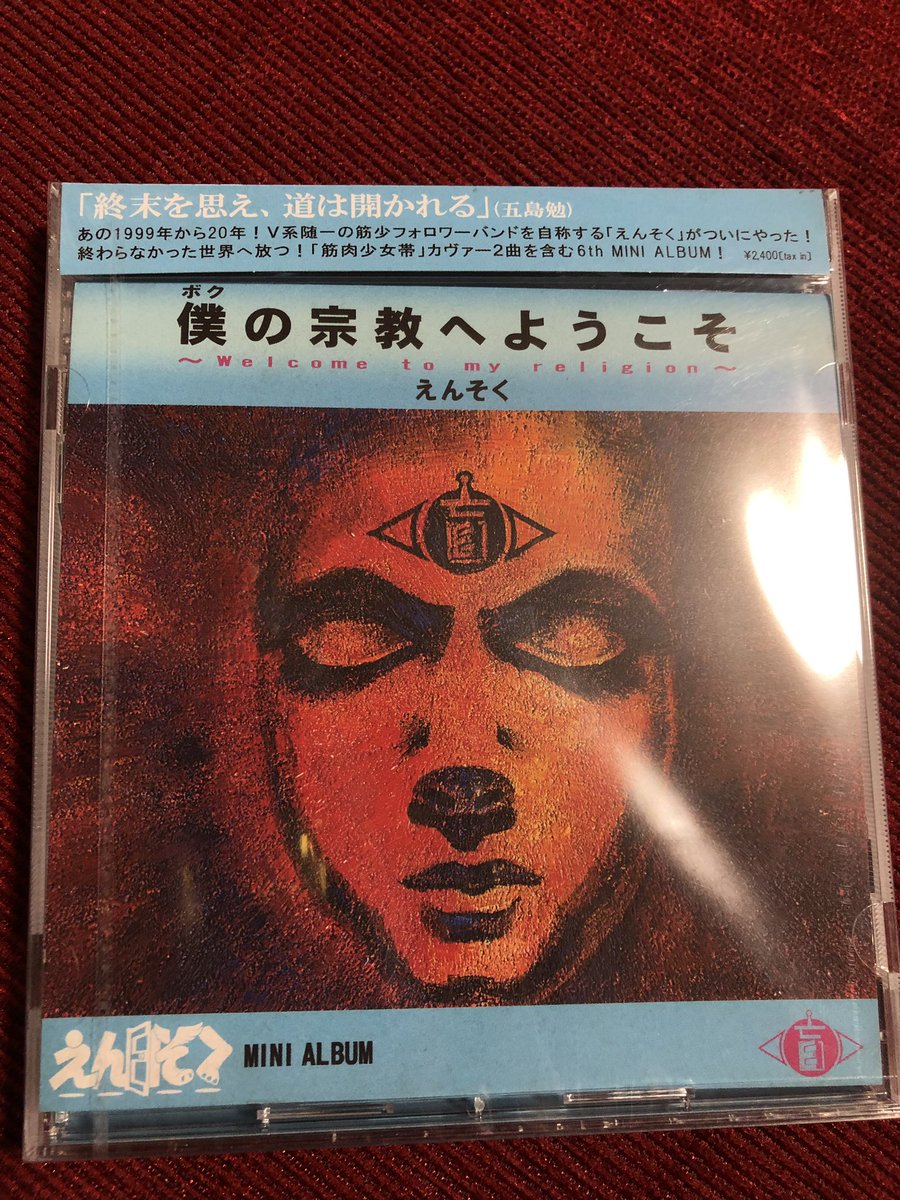 「終末を思え、道は開かれる」(五島勉)
あの1999年から20年！V系随一の筋少フォロワーバンドを自称する「えんそく」がついにやった！
終わらなかった世界へ放つ！「筋肉少女帯」カヴァー2曲を含む6th MINI ALBUM！ ¥2,400[tax in]
ボク
僕の宗教へようこそ
〜Welcome to my religion〜
えんそく
盲
えんそく MINI ALBUM
盲